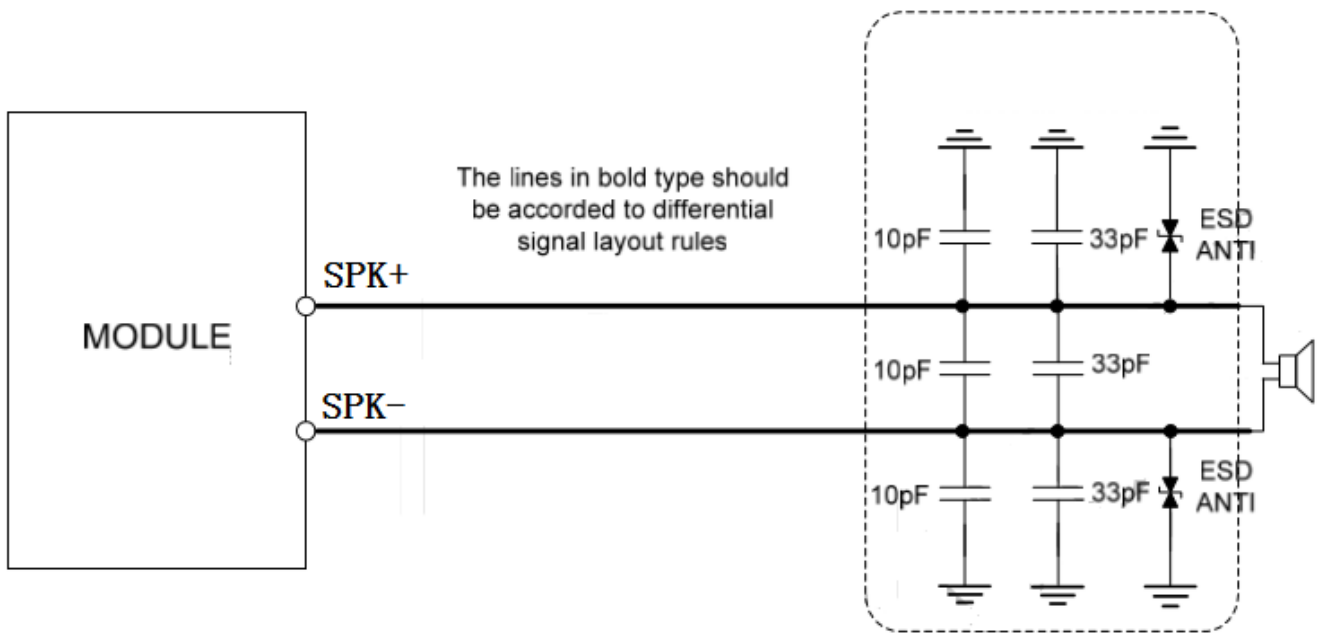 The lines in bold type should
be accorded to differential
signal layout rules
10pF
33pF
ESD
ANTI
SPK+
MODULE
10pF
33pF
SPK-
10pF
33pF
ESD
ANTI